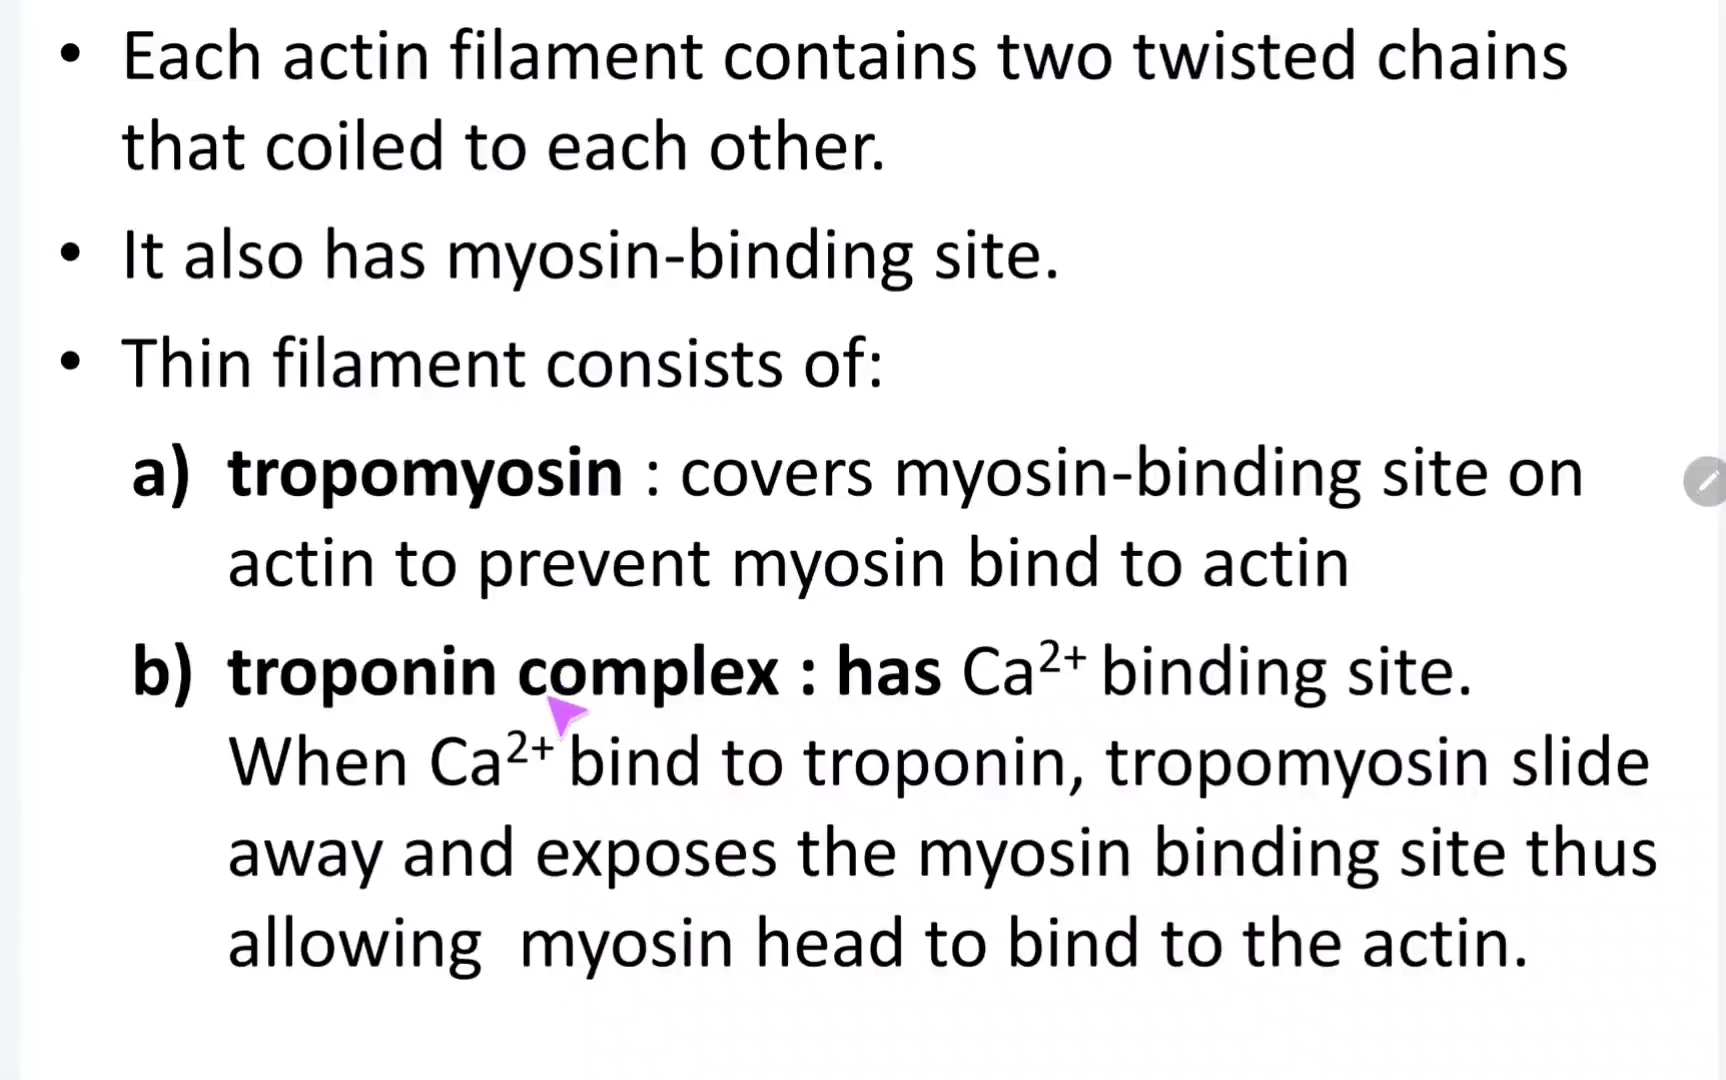 • Each actin filament contains two twisted chains
that coiled to each other.
• It also has myosin-binding site.
• Thin filament consists of:
a) tropomyosin : covers myosin-binding site on
actin to prevent myosin bind to actin
b) troponin complex : has Ca²⁺ binding site.
When Ca²⁺ bind to troponin, tropomyosin slide
away and exposes the myosin binding site thus
allowing  myosin head to bind to the actin.